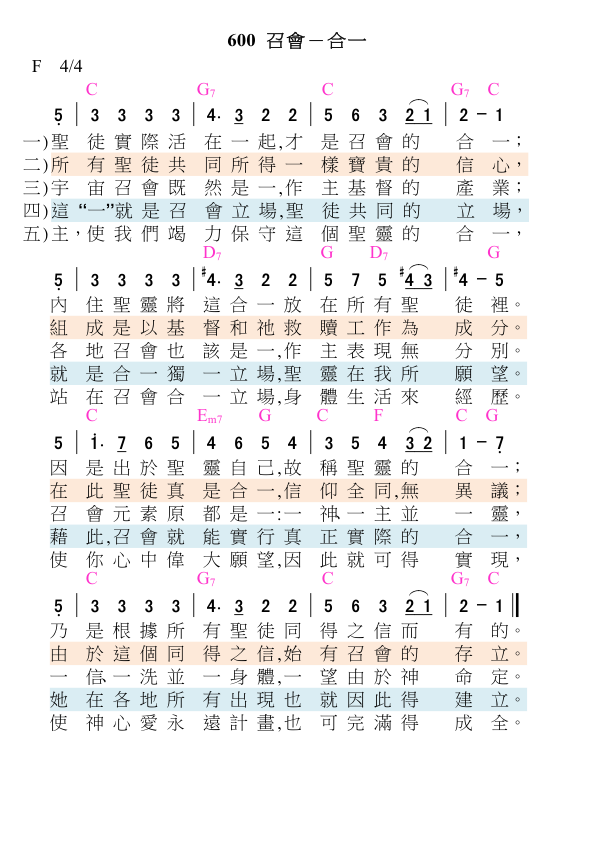 600 召會－合一
F 4/4
C G7 C G7 C
5̣ | 3 3 3 3 | 4. 3 2 2 | 5 6 3 2 1 | 2 － 1
一)聖 徒 實 際 活 在 一 起,才 是 召 會 的 合 一；
二)所 有 聖 徒 共 同 所 得 一 樣 寶 貴 的 信 心，
三)宇 宙 召 會 既 然 是 一,作 主 基 督 的 產 業；
四)這 “一”就 是 召 會 立 場,聖 徒 共 同 的 立 場，
五)主，使 我 們 竭 力 保 守 這 個 聖 靈 的 合 一，
D7 G D7 G
5̣ | 3 3 3 3 | #4. 3 2 2 | 5 7 5 #4 3 | #4 － 5
內 住 聖 靈 將 這 合 一 放 在 所 有 聖 徒 裡。
組 成 是 以 基 督 和 祂 救 贖 工 作 為 成 分。
各 地 召 會 也 該 是 一,作 主 表 現 無 分 別。
就 是 合 一 獨 一 立 場,聖 靈 在 我 所 願 望。
站 在 召 會 合 一 立 場,身 體 生 活 來 經 歷。
C Em7 G C F C G
5 | 1̇. 7 6 5 | 4 6 5 4 | 3 5 4 3 2 | 1 － 7̣
因 是 出 於 聖 靈 自 己,故 稱 聖 靈 的 合 一；
在 此 聖 徒 真 是 合 一,信 仰 全 同,無 異 議；
召 會 元 素 原 都 是 一:一 神、一 主 並 一 靈，
藉 此,召 會 就 能 實 行 真 正 實 際 的 合 一，
使 你 心 中 偉 大 願 望,因 此 就 可 得 實 現，
C G7 C G7 C
5̣ | 3 3 3 3 | 4. 3 2 2 | 5 6 3 2 1 | 2 － 1 ‖
乃 是 根 據 所 有 聖 徒 同 得 之 信 而 有 的。
由 於 這 個 同 得 之 信,始 有 召 會 的 存 立。
一 信、一 洗 並 一 身 體,一 望 由 於 神 命 定。
她 在 各 地 所 有 出 現 也 就 因 此 得 建 立。
使 神 心 愛 永 遠 計 畫,也 可 完 滿 得 成 全。